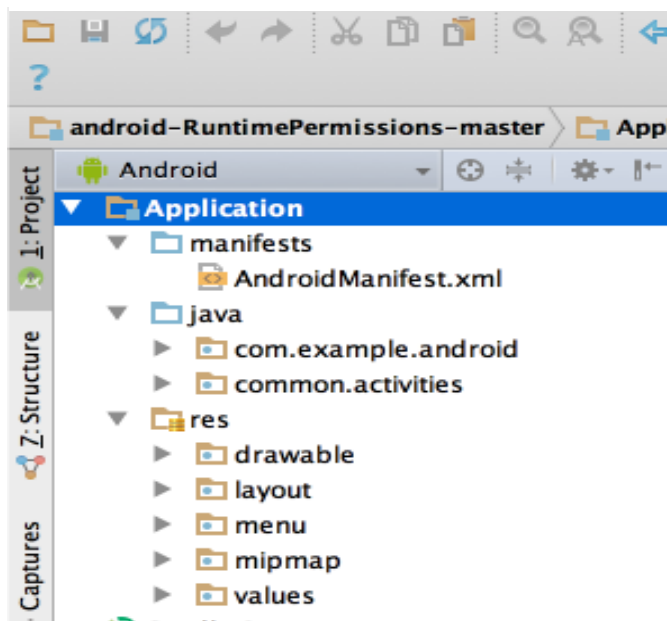 ?
android-RuntimePermissions-master
App
1: Project
Android
Application
manifests
AndroidManifest.xml
java
com.example.android
common.activities
7: Structure
res
drawable
layout
menu
mipmap
Captures
values